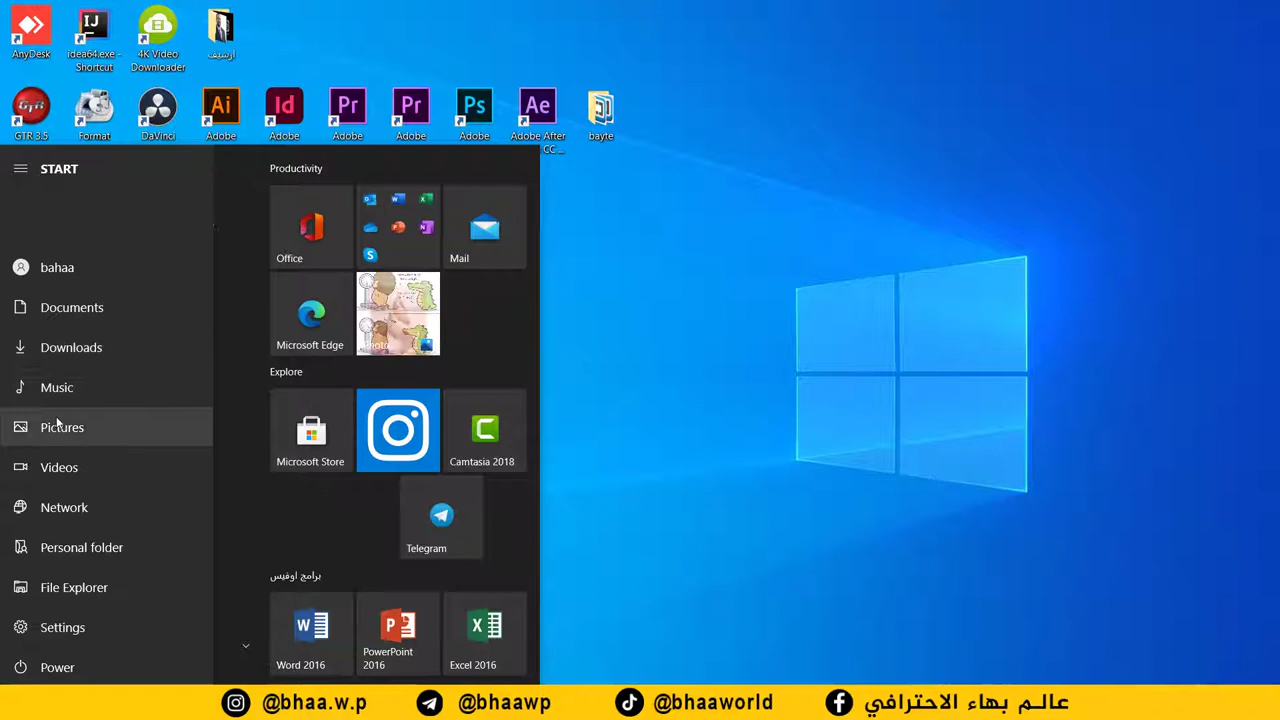 AnyDesk
idea64.exe - Shortcut
4K Video Downloader
ارشيف
GTR 3.5
Format
DaVinci
Adobe
Adobe
Adobe
Adobe
Adobe
Adobe After CC ...
bayte
START
bahaa
Documents
Downloads
Music
Pictures
Videos
Network
Personal folder
File Explorer
Settings
Power
Productivity
Office
Mail
Microsoft Edge
Photos
Explore
Microsoft Store
Camtasia 2018
Telegram
برامج اوفيس
Word 2016
PowerPoint 2016
Excel 2016
@bhaa.w.p
@bhaawp
@bhaaworld
عالم بهاء الاحترافي